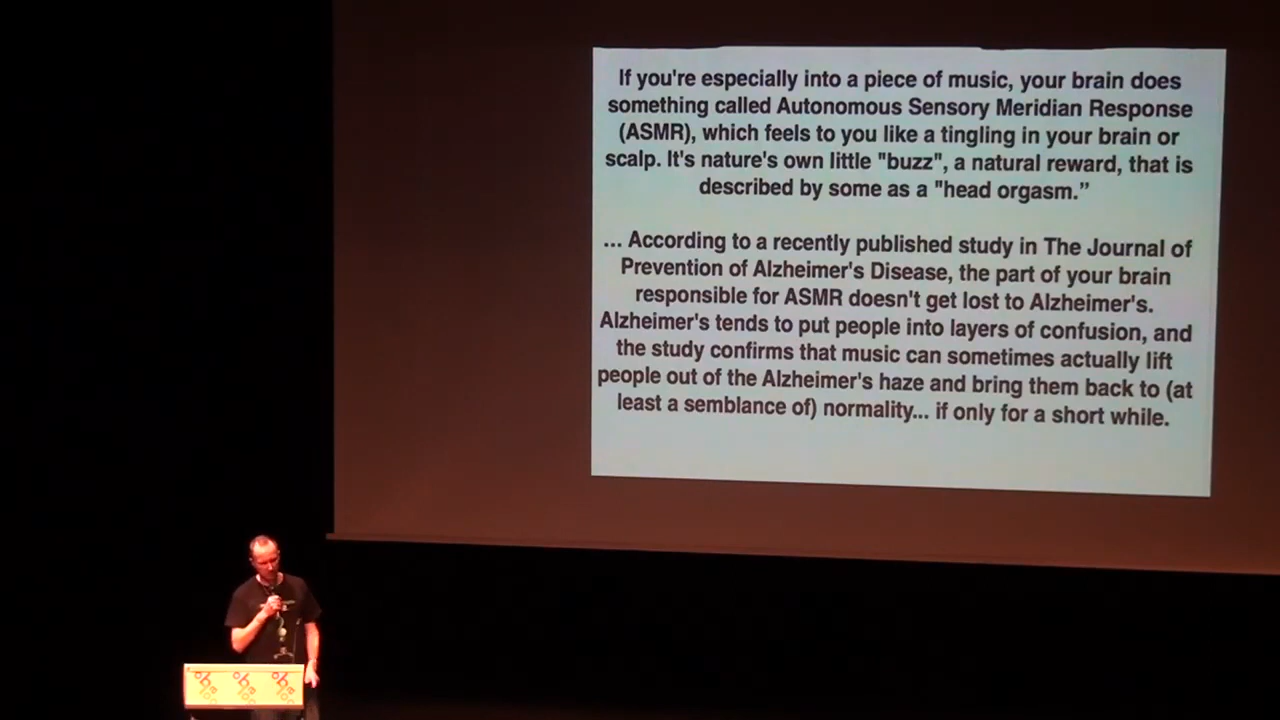 If you're especially into a piece of music, your brain does
something called Autonomous Sensory Meridian Response
(ASMR), which feels to you like a tingling in your brain or
scalp. It's nature's own little "buzz", a natural reward, that is
described by some as a "head orgasm.”
... According to a recently published study in The Journal of
Prevention of Alzheimer's Disease, the part of your brain
responsible for ASMR doesn't get lost to Alzheimer's.
Alzheimer's tends to put people into layers of confusion, and
the study confirms that music can sometimes actually lift
people out of the Alzheimer's haze and bring them back to (at
least a semblance of) normality... if only for a short while.